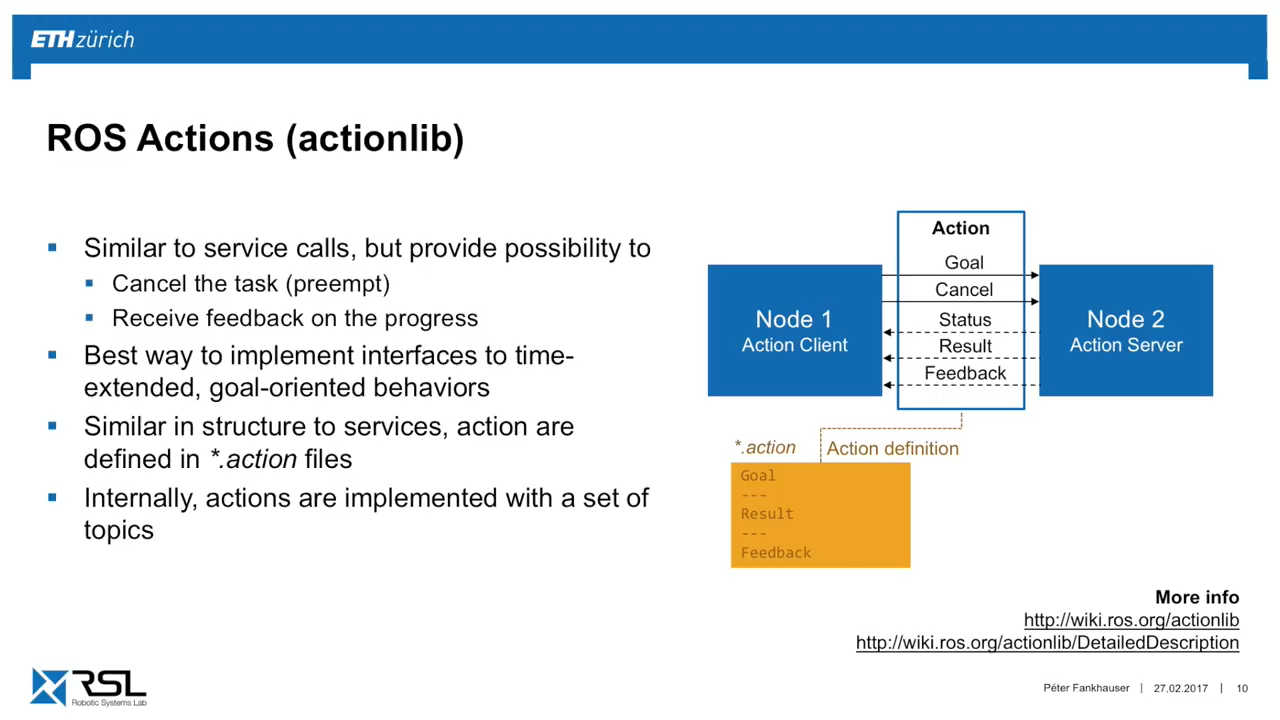 ETH zürich
ROS Actions (actionlib)
Similar to service calls, but provide possibility to
Cancel the task (preempt)
Receive feedback on the progress
Best way to implement interfaces to time-
extended, goal-oriented behaviors
Similar in structure to services, action are
defined in *.action files
Internally, actions are implemented with a set of
topics
Action
Goal
Cancel
Status
Result
Feedback
Node 1
Action Client
Node 2
Action Server
*.action
Action definition
Goal
---
Result
---
Feedback
More info
http://wiki.ros.org/actionlib
http://wiki.ros.org/actionlib/DetailedDescription
RSL
Robotic Systems Lab
Péter Fankhauser | 27.02.2017 | 10